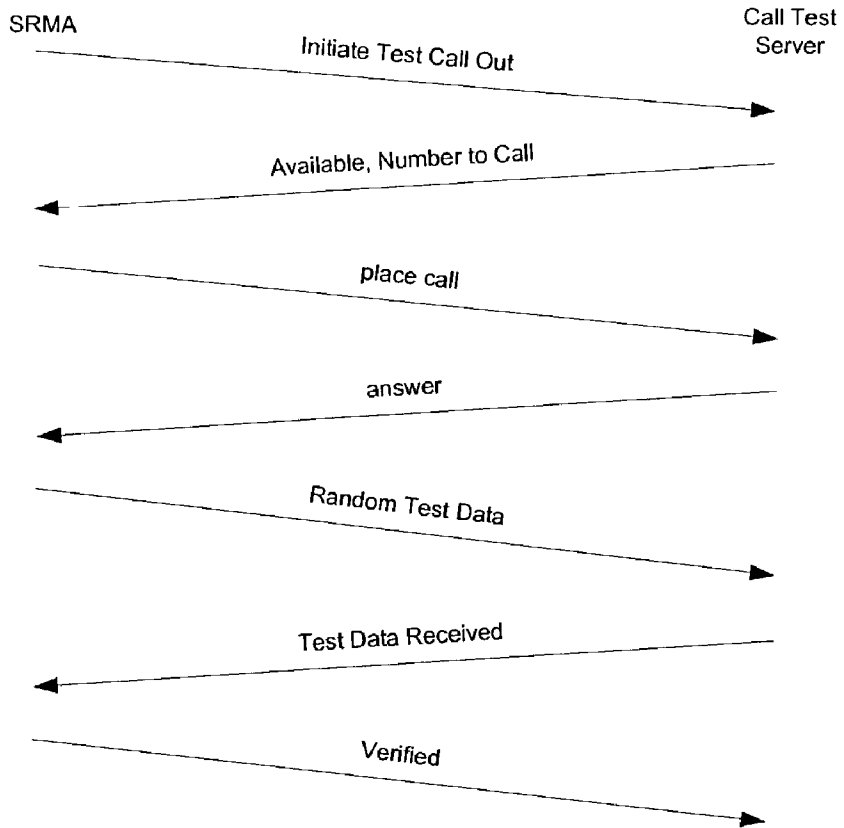 SRMA
Call Test
Server
Initiate Test Call Out
Available, Number to Call
place call
answer
Random Test Data
Test Data Received
Verified